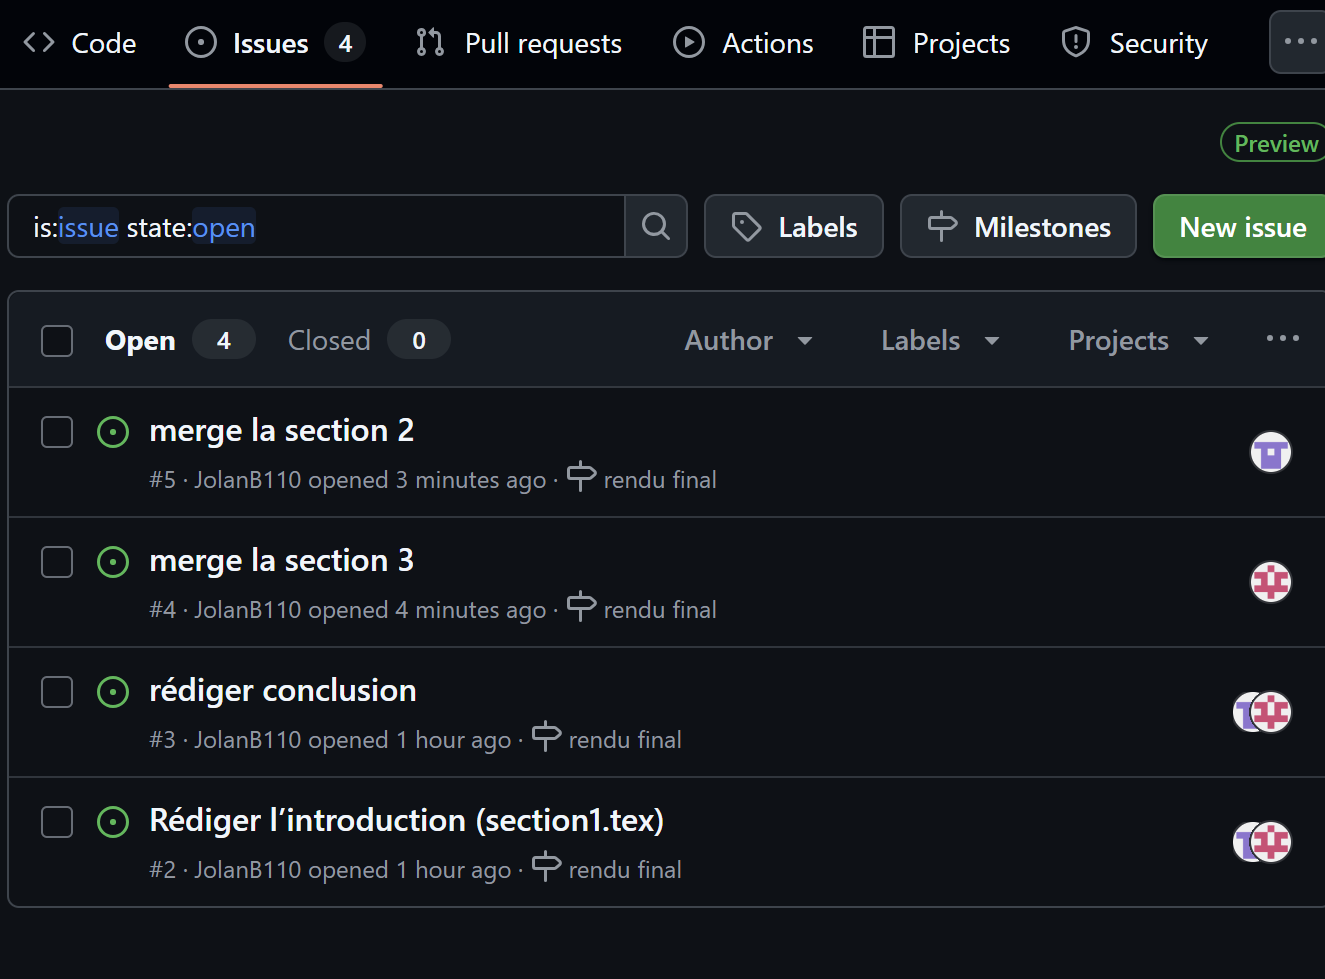 Code Issues 4 Pull requests Actions Projects Security
Preview
is:issue state:open Labels Milestones New issue
Open 4 Closed 0 Author Labels Projects
merge la section 2
#5 · JolanB110 opened 3 minutes ago · rendu final
merge la section 3
#4 · JolanB110 opened 4 minutes ago · rendu final
rédiger conclusion
#3 · JolanB110 opened 1 hour ago · rendu final
Rédiger l’introduction (section1.tex)
#2 · JolanB110 opened 1 hour ago · rendu final